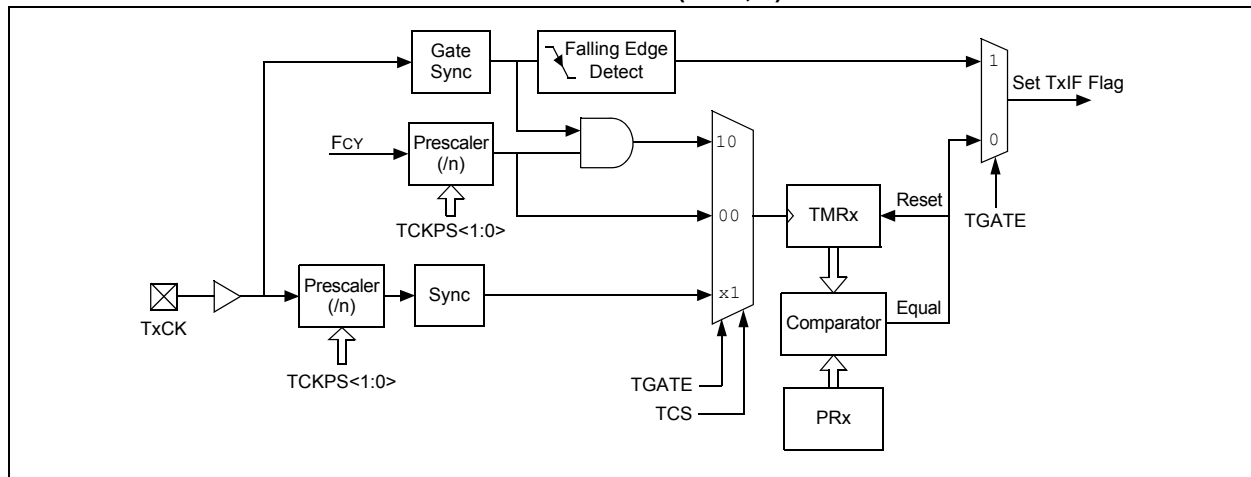 Gate
Sync
Falling Edge
Detect
1
Set TxIF Flag
FCY
Prescaler
(/n)
10
0
TCKPS<1:0>
00
TMRx
Reset
TGATE
Prescaler
(/n)
Sync
x1
TxCK
Comparator
Equal
TCKPS<1:0>
TGATE
TCS
PRx